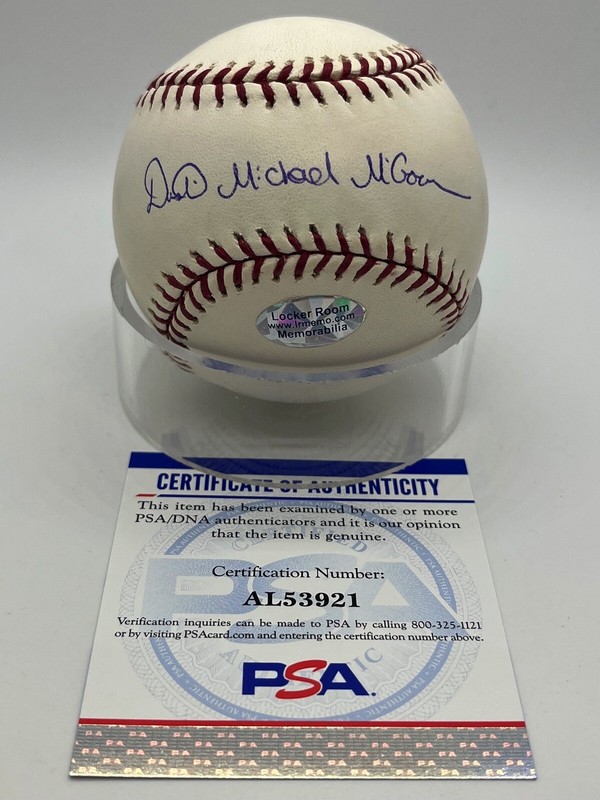 Dustin Michael McGowan
Locker Room
www.lrmemo.com
Memorabilia
CERTIFICATE OF AUTHENTICITY
This item has been examined by one or more
PSA/DNA authenticators and it is our opinion
that the item is genuine.
Certification Number:
AL53921
Verification inquiries can be made to PSA by calling 800-325-1121
or by visiting PSAcard.com and entering the certification number above.
PSA